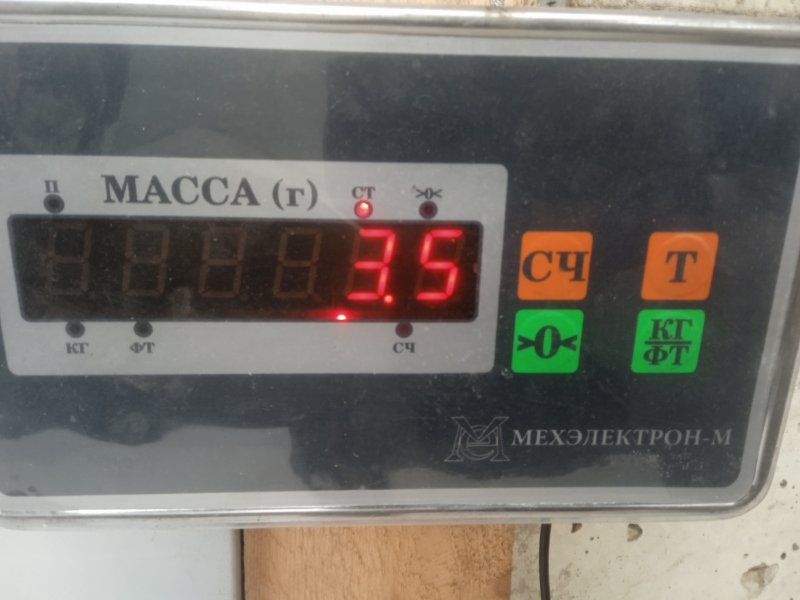 П МАССА (г) СТ >0<
3.5
КГ ФТ СЧ
СЧ Т
>0< КГ
ФТ
МЕХЭЛЕКТРОН-М